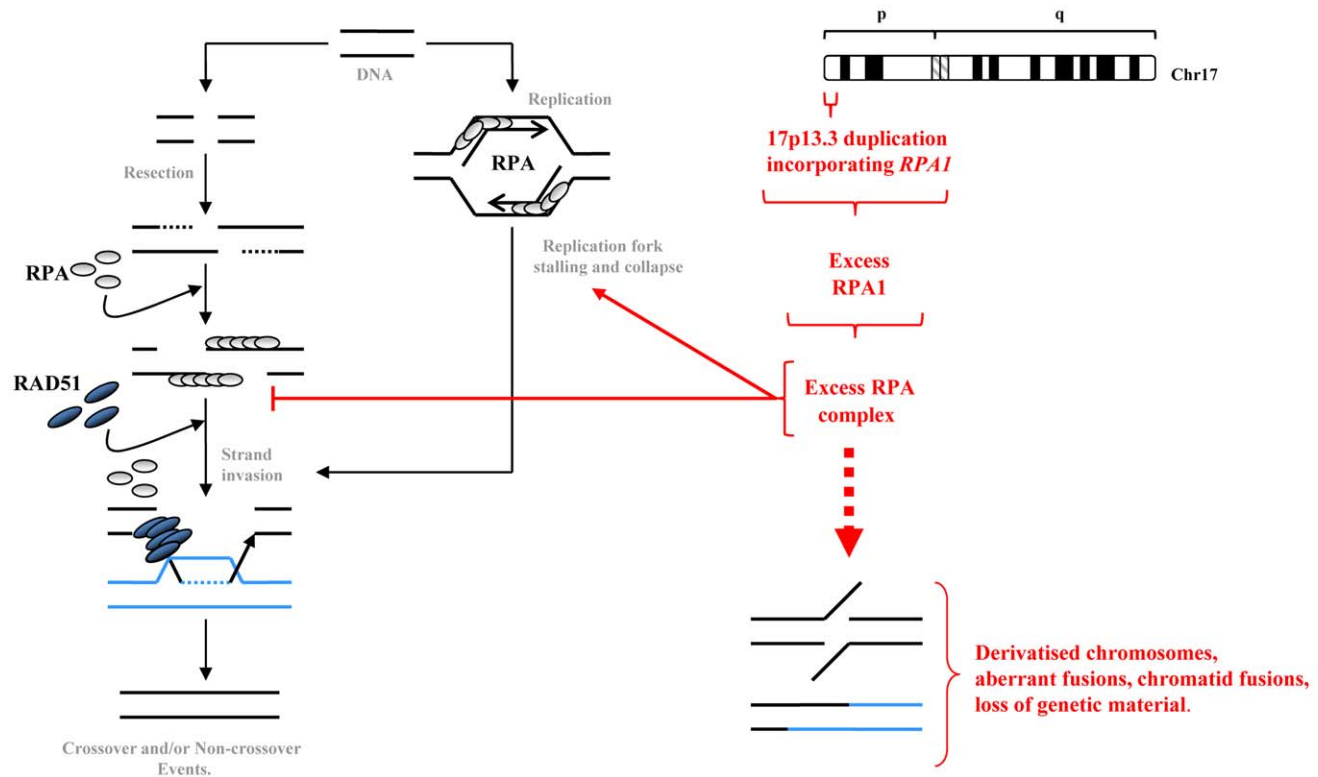 p
q
DNA
Chr17
Replication
17p13.3 duplication
incorporating RPA1
RPA
Resection
Replication fork
stalling and collapse
RPA
Excess
RPA1
RAD51
Excess RPA
complex
Strand
invasion
Derivatised chromosomes,
aberrant fusions, chromatid fusions,
loss of genetic material.
Crossover and/or Non-crossover
Events.